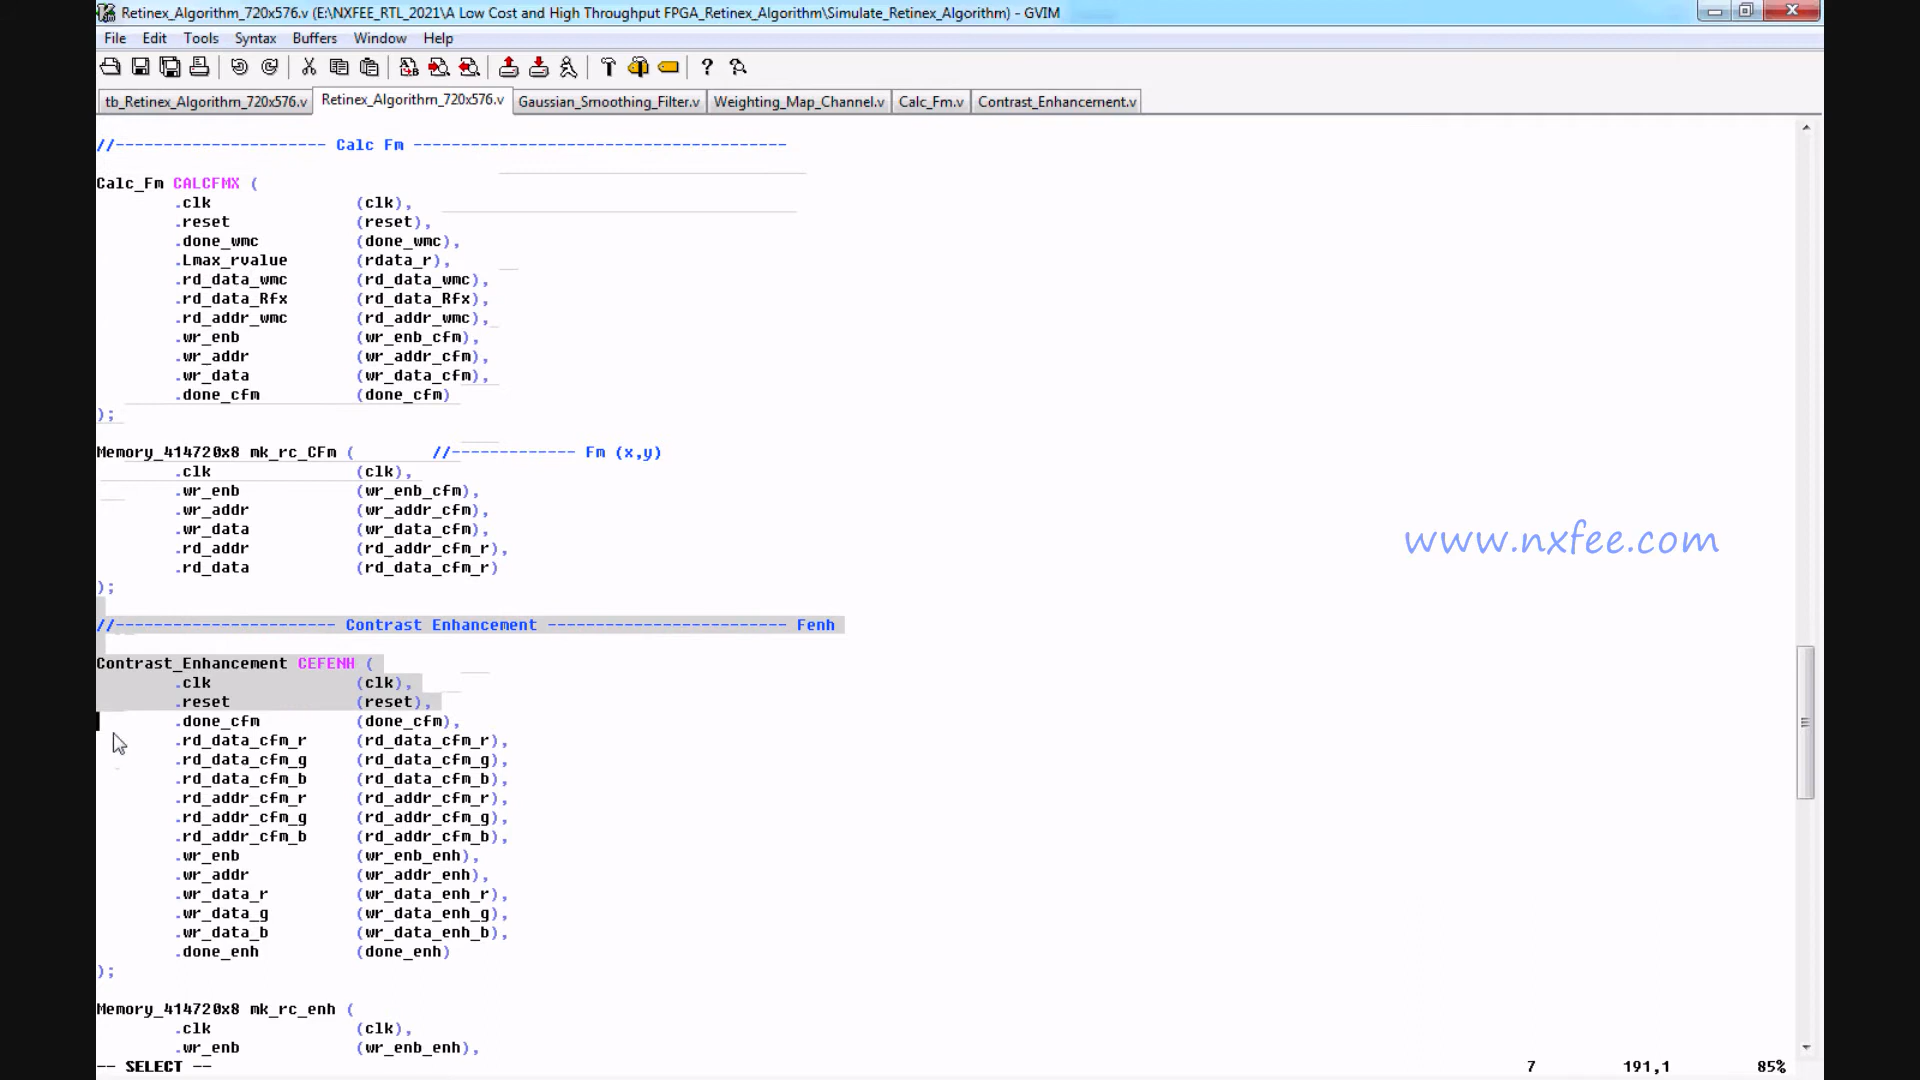 Retinex_Algorithm_720x576.v (E:\NXFEE_RTL_2021\A Low Cost and High Throughput FPGA_Retinex_Algorithm\Simulate_Retinex_Algorithm) - GVIM
File Edit Tools Syntax Buffers Window Help
tb_Retinex_Algorithm_720x576.v Retinex_Algorithm_720x576.v Gaussian_Smoothing_Filter.v Weighting_Map_Channel.v Calc_Fm.v Contrast_Enhancement.v
//---------------------- Calc Fm ---------------------------------------
Calc_Fm CALCFMX (
.clk (clk),
.reset (reset),
.done_wmc (done_wmc),
.Lmax_rvalue (rdata_r),
.rd_data_wmc (rd_data_wmc),
.rd_data_Rfx (rd_data_Rfx),
.rd_addr_wmc (rd_addr_wmc),
.wr_enb (wr_enb_cfm),
.wr_addr (wr_addr_cfm),
.wr_data (wr_data_cfm),
.done_cfm (done_cfm)
);
Memory_414720x8 mk_rc_CFm ( //------------- Fm (x,y)
.clk (clk),
.wr_enb (wr_enb_cfm),
.wr_addr (wr_addr_cfm),
.wr_data (wr_data_cfm),
.rd_addr (rd_addr_cfm_r),
.rd_data (rd_data_cfm_r)
);
www.nxfee.com
//----------------------- Contrast Enhancement ------------------------- Fenh
Contrast_Enhancement CEFENH (
.clk (clk),
.reset (reset),
.done_cfm (done_cfm),
.rd_data_cfm_r (rd_data_cfm_r),
.rd_data_cfm_g (rd_data_cfm_g),
.rd_data_cfm_b (rd_data_cfm_b),
.rd_addr_cfm_r (rd_addr_cfm_r),
.rd_addr_cfm_g (rd_addr_cfm_g),
.rd_addr_cfm_b (rd_addr_cfm_b),
.wr_enb (wr_enb_enh),
.wr_addr (wr_addr_enh),
.wr_data_r (wr_data_enh_r),
.wr_data_g (wr_data_enh_g),
.wr_data_b (wr_data_enh_b),
.done_enh (done_enh)
);
Memory_414720x8 mk_rc_enh (
.clk (clk),
.wr_enb (wr_enb_enh),
-- SELECT -- 7 191,1 85%